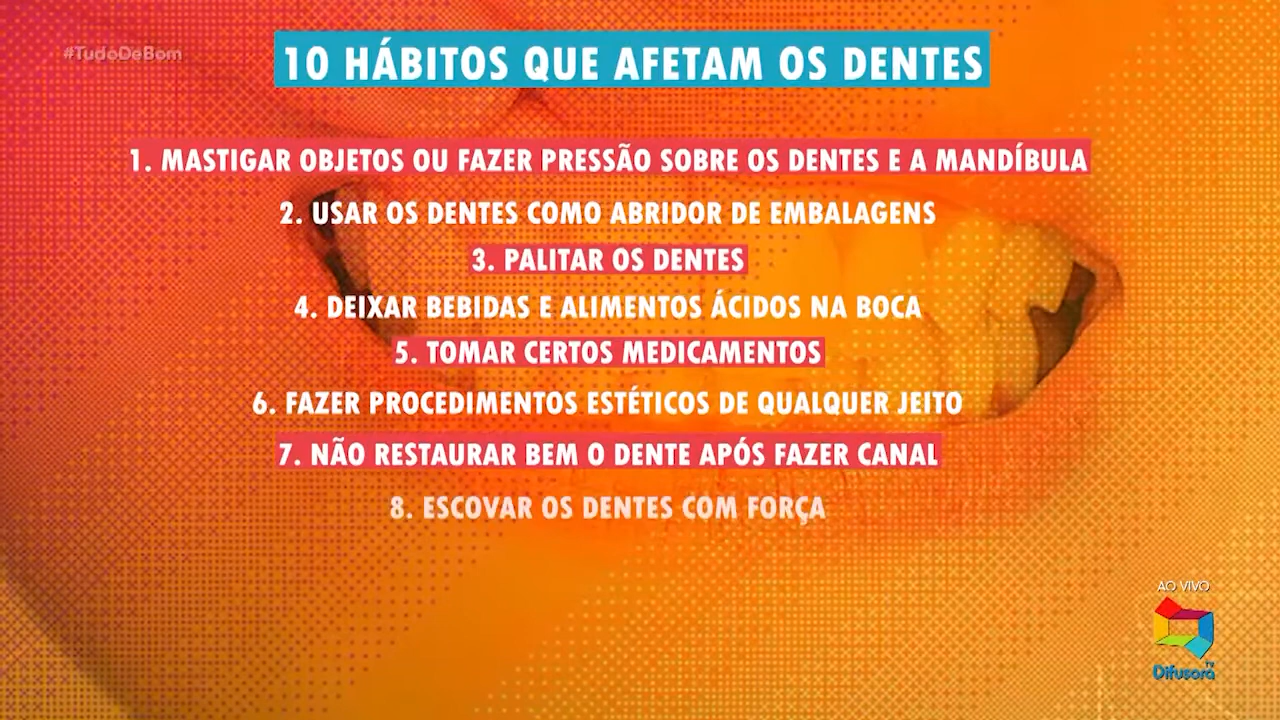 #TudoDeBom
10 HÁBITOS QUE AFETAM OS DENTES
1. MASTIGAR OBJETOS OU FAZER PRESSÃO SOBRE OS DENTES E A MANDÍBULA
2. USAR OS DENTES COMO ABRIDOR DE EMBALAGENS
3. PALITAR OS DENTES
4. DEIXAR BEBIDAS E ALIMENTOS ÁCIDOS NA BOCA
5. TOMAR CERTOS MEDICAMENTOS
6. FAZER PROCEDIMENTOS ESTÉTICOS DE QUALQUER JEITO
7. NÃO RESTAURAR BEM O DENTE APÓS FAZER CANAL
8. ESCOVAR OS DENTES COM FORÇA
AO VIVO
TV
Difusora